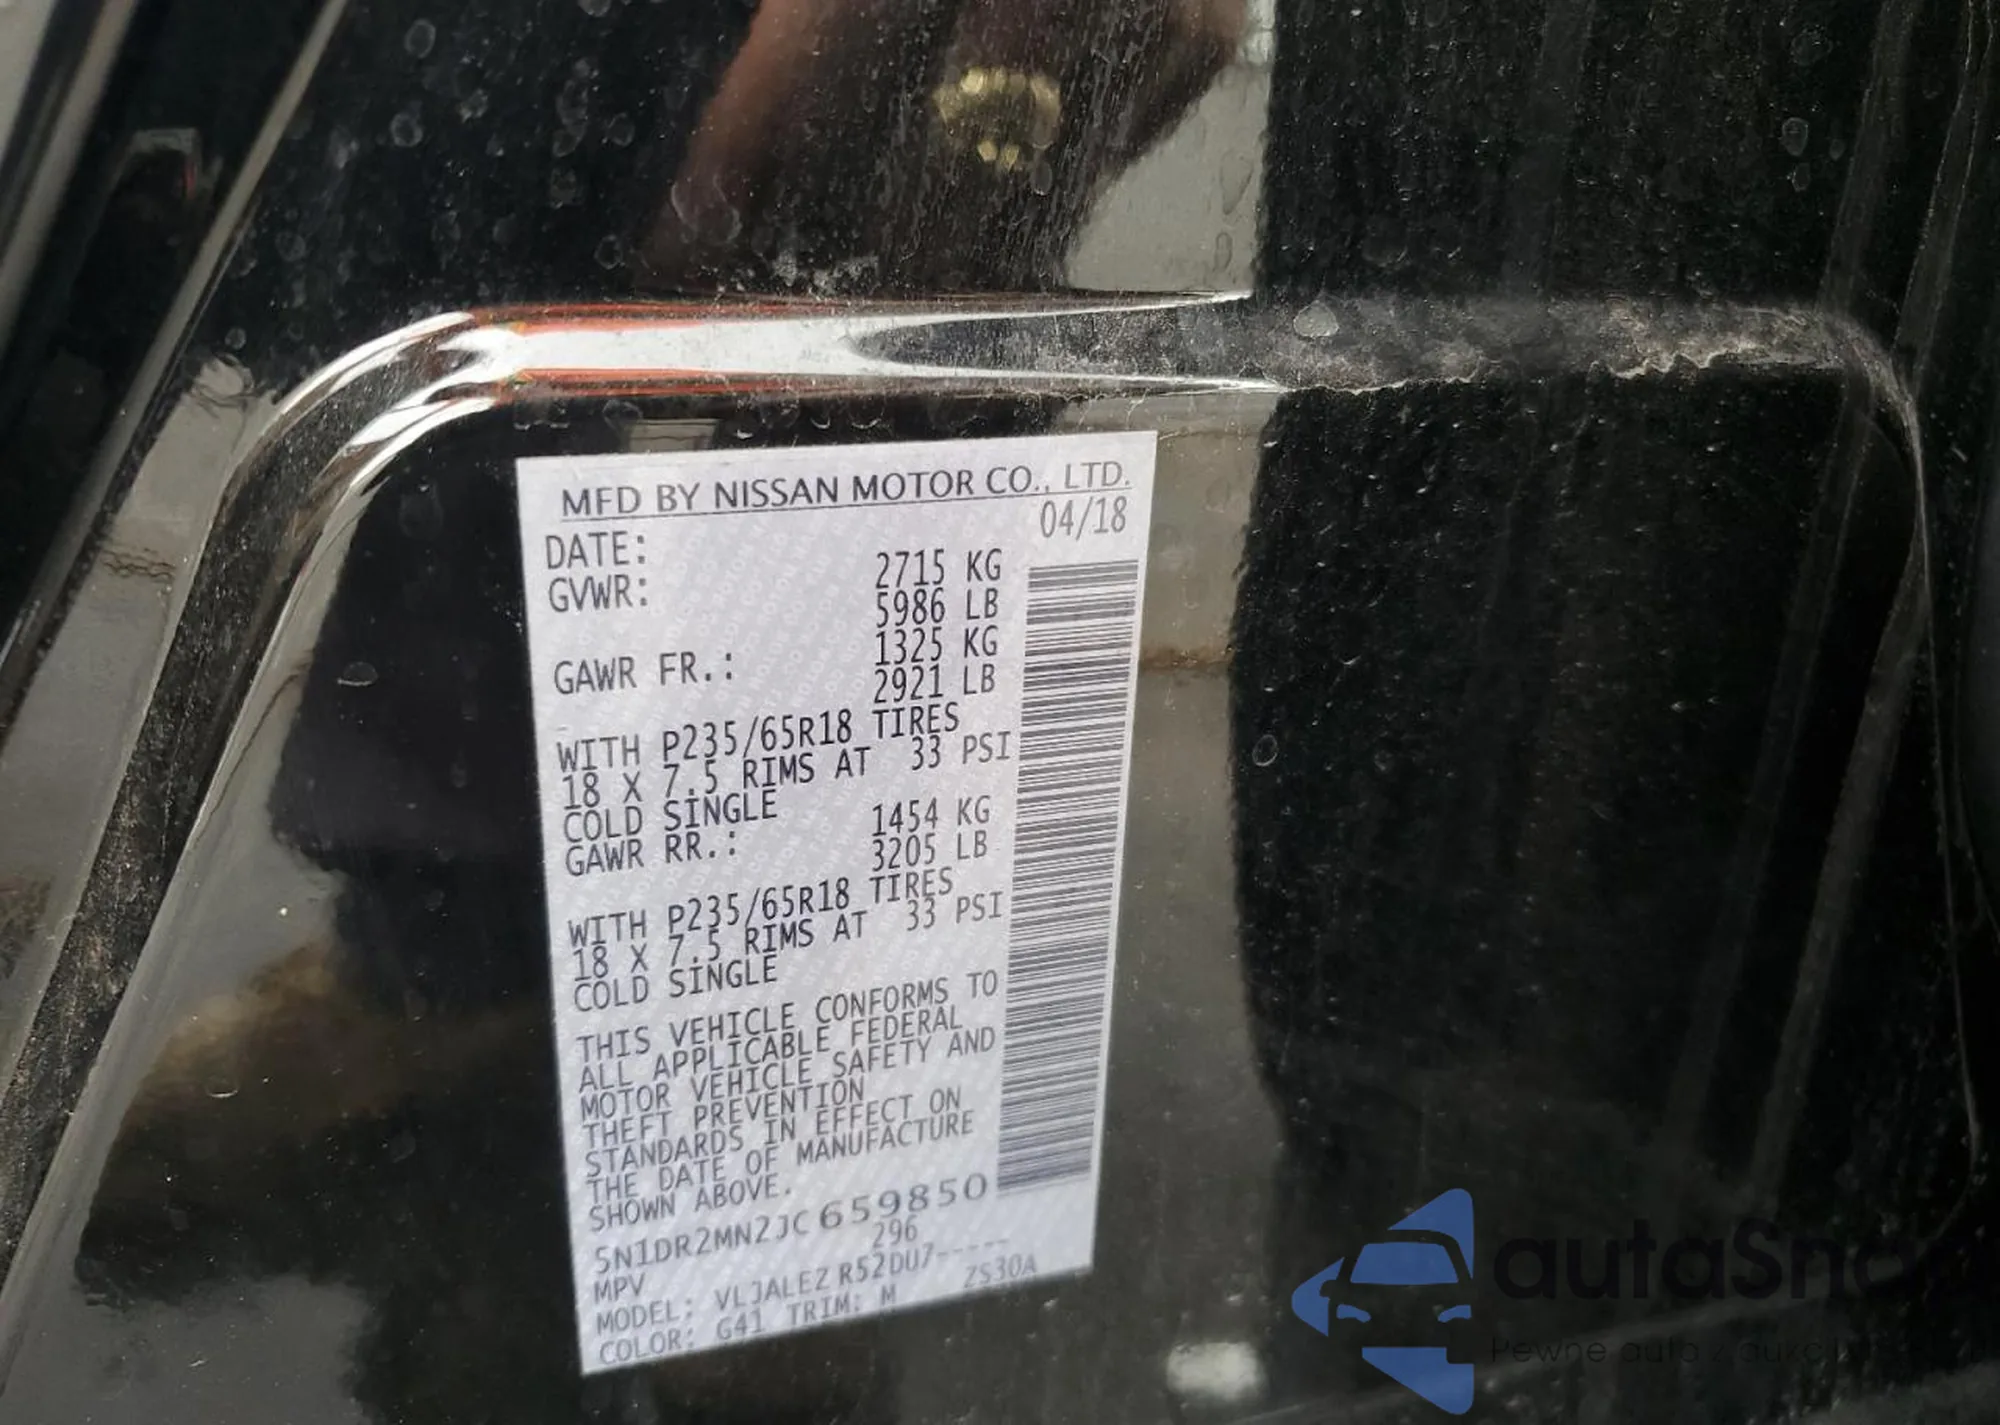 MFD BY NISSAN MOTOR CO., LTD.
DATE: 04/18
GVWR: 2715 KG
5986 LB
GAWR FR.: 1325 KG
2921 LB
WITH P235/65R18 TIRES
18 X 7.5 RIMS AT 33 PSI
COLD SINGLE
GAWR RR.: 1454 KG
3205 LB
WITH P235/65R18 TIRES
18 X 7.5 RIMS AT 33 PSI
COLD SINGLE
THIS VEHICLE CONFORMS TO
ALL APPLICABLE FEDERAL
MOTOR VEHICLE SAFETY AND
THEFT PREVENTION
STANDARDS IN EFFECT ON
THE DATE OF MANUFACTURE
SHOWN ABOVE.
5N1DR2MN2JC659850
MPV 296
MODEL: VLJALEZ R52DU7-----
COLOR: G41 TRIM: M ZS30A
Pewne auto z